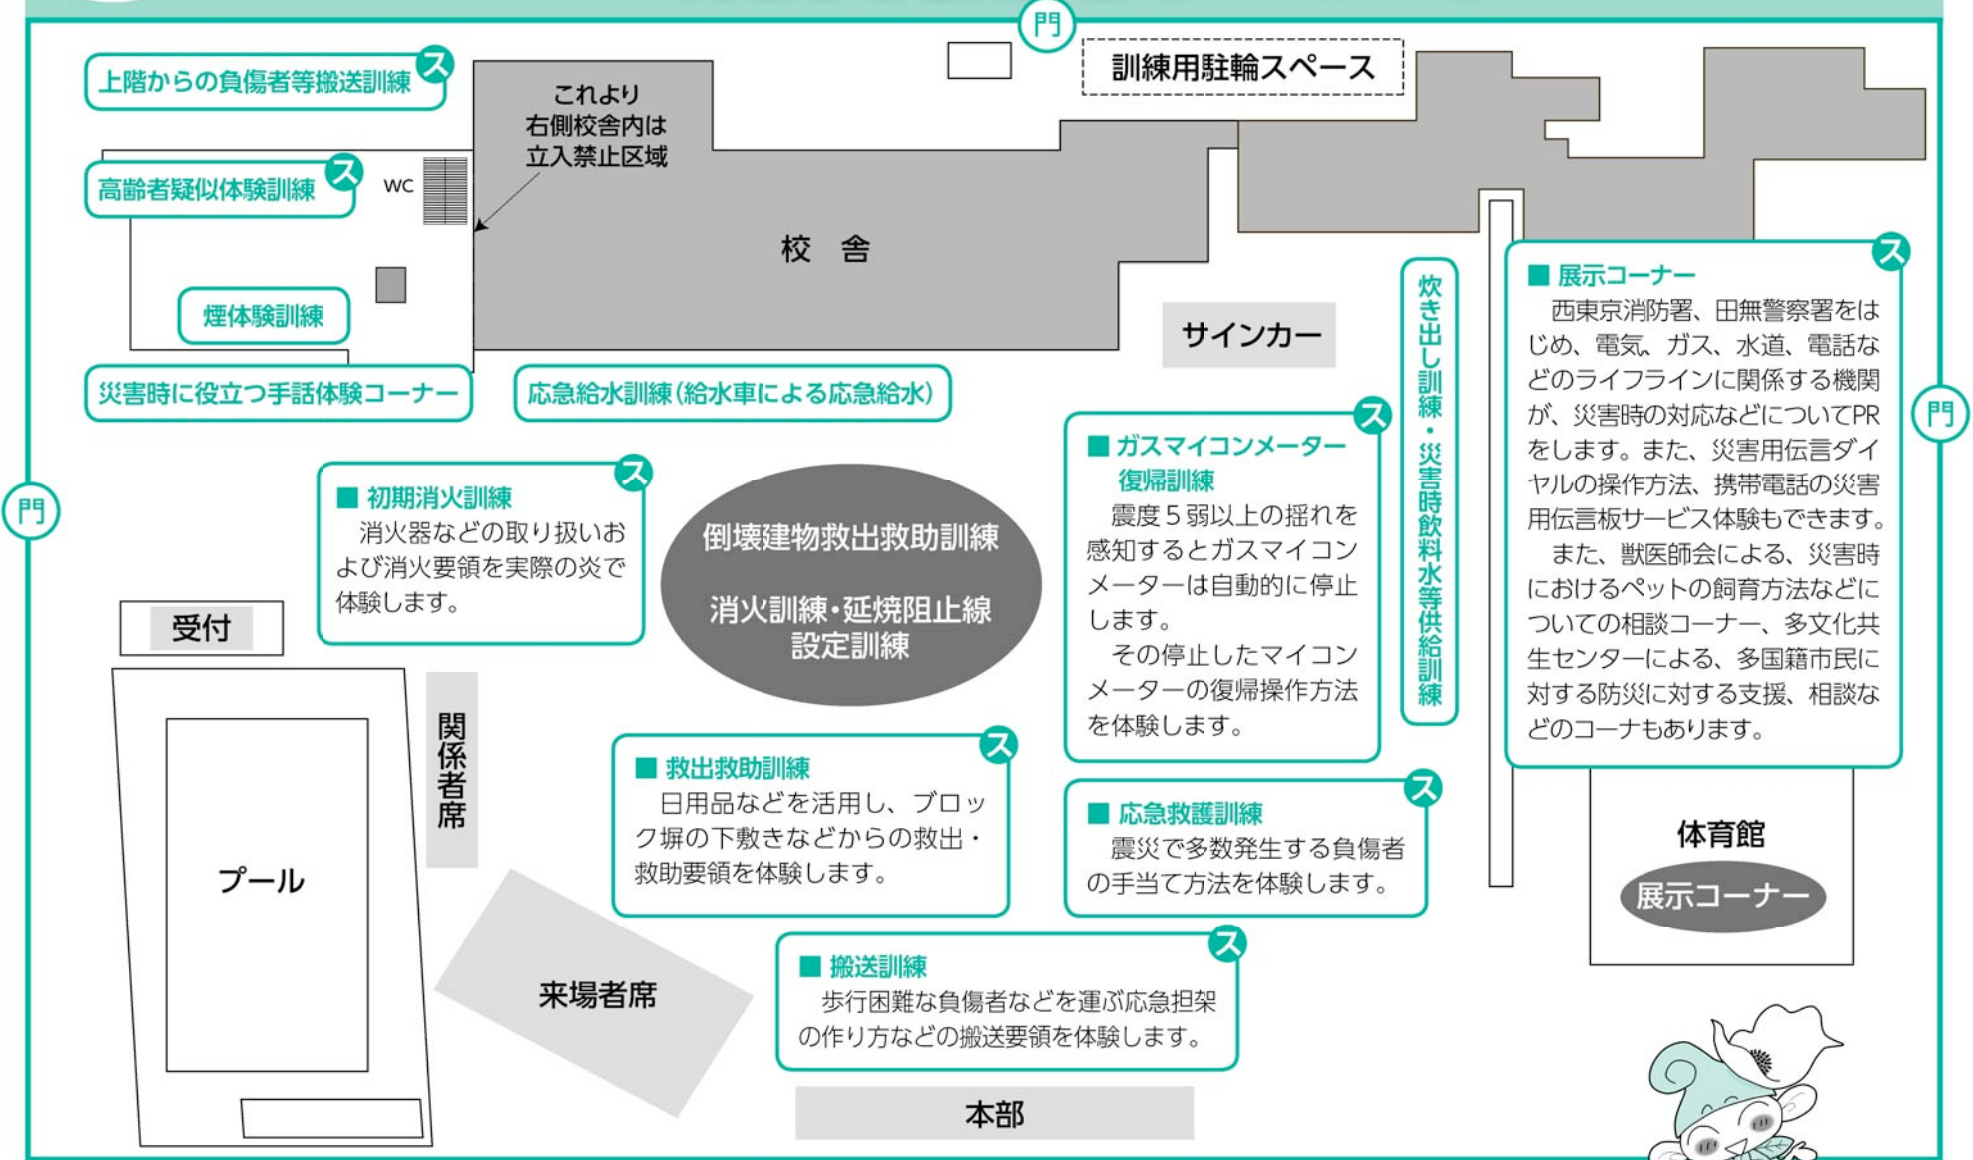 門
訓練用駐輪スペース
上階からの負傷者等搬送訓練
ス
これより
右側校舎内は
立入禁止区域
高齢者疑似体験訓練
ス
WC
校 舎
煙体験訓練
サインカー
災害時に役立つ手話体験コーナー
応急給水訓練(給水車による応急給水)
炊き出し訓練・災害時飲料水等供給訓練
ス
■ 展示コーナー
西東京消防署、田無警察署をは
じめ、電気、ガス、水道、電話な
どのライフラインに関係する機関
が、災害時の対応などについてPR
をします。また、災害用伝言ダイ
ヤルの操作方法、携帯電話の災害
用伝言板サービス体験もできます。
また、獣医師会による、災害時
におけるペットの飼育方法などに
ついての相談コーナー、多文化共
生センターによる、多国籍市民に
対する防災に対する支援、相談な
どのコーナもあります。
門
門
ス
■ 初期消火訓練
消火器などの取り扱いお
よび消火要領を実際の炎で
体験します。
倒壊建物救出救助訓練
消火訓練・延焼阻止線
設定訓練
ス
■ ガスマイコンメーター
復帰訓練
震度5弱以上の揺れを
感知するとガスマイコン
メーターは自動的に停止
します。
その停止したマイコン
メーターの復帰操作方法
を体験します。
受付
関係者席
プール
ス
■ 救出救助訓練
日用品などを活用し、ブロッ
ク塀の下敷きなどからの救出・
救助要領を体験します。
ス
■ 応急救護訓練
震災で多数発生する負傷者
の手当て方法を体験します。
体育館
展示コーナー
来場者席
ス
■ 搬送訓練
歩行困難な負傷者などを運ぶ応急担架
の作り方などの搬送要領を体験します。
本部